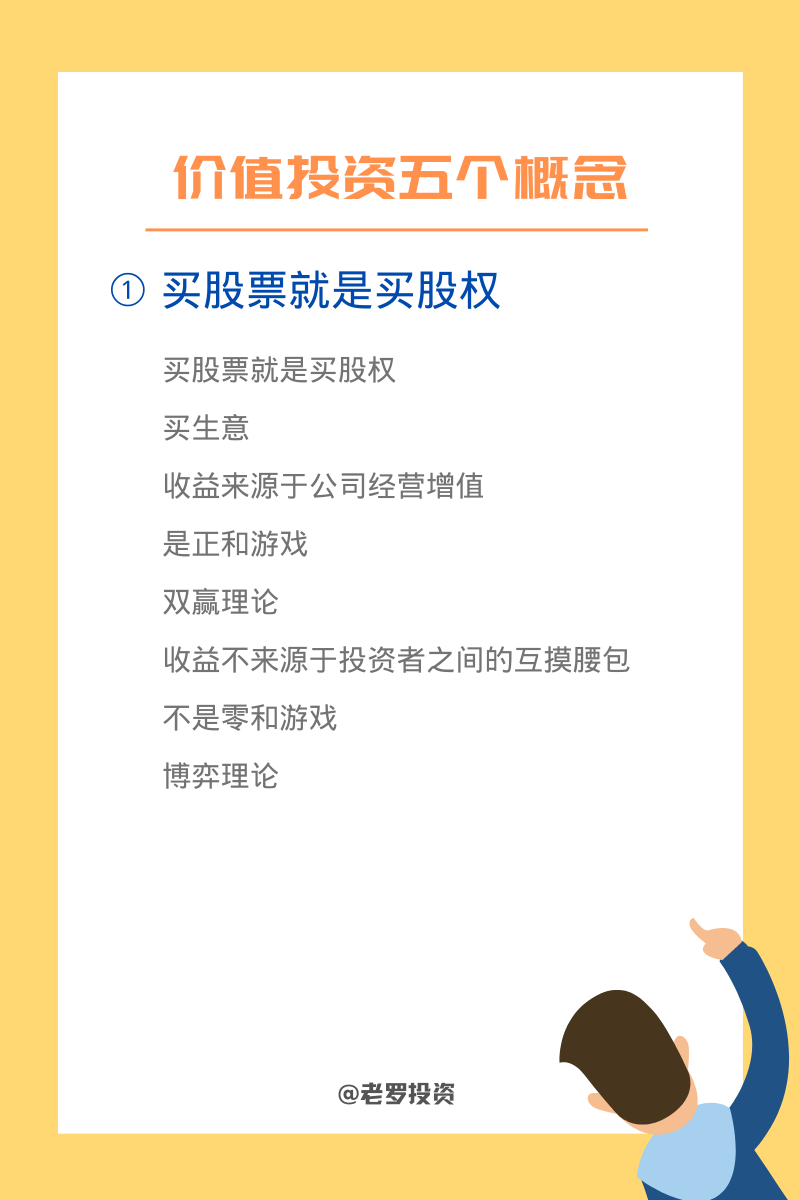 价值投资五个概念
① 买股票就是买股权
买股票就是买股权
买生意
收益来源于公司经营增值
是正和游戏
双赢理论
收益不来源于投资者之间的互摸腰包
不是零和游戏
博弈理论
@老罗投资